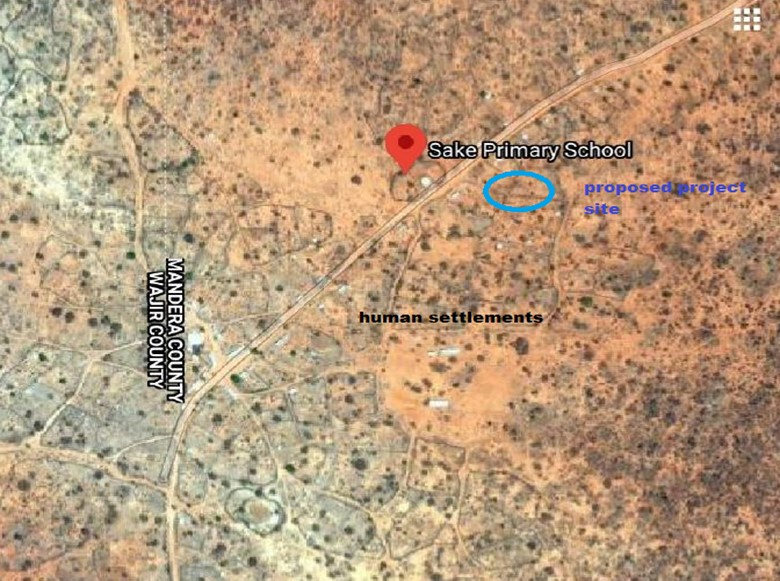 Sake Primary School
proposed project
site
MANDERA COUNTY
WAJIR COUNTY
human settlements